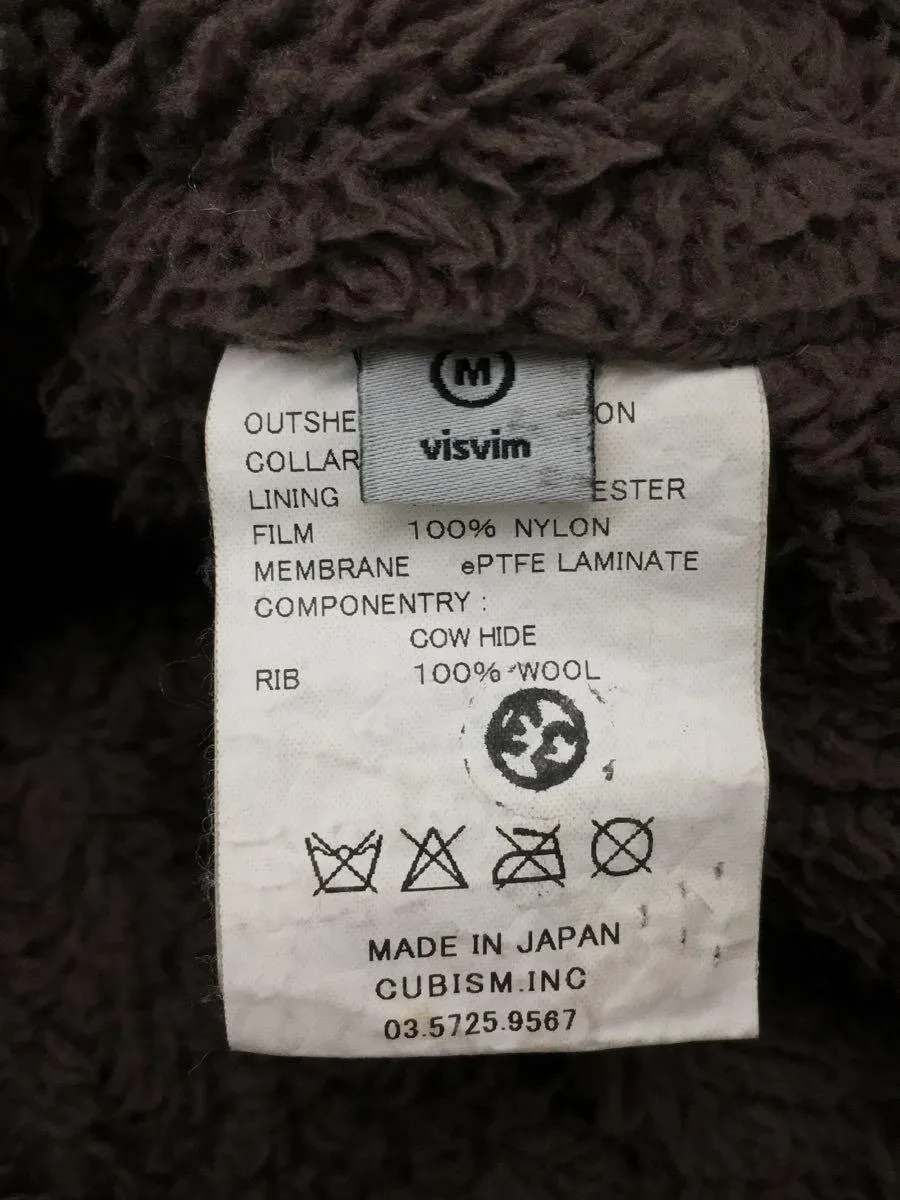 M
visvim
OUTSHE ON
COLLAR
LINING ESTER
FILM 100% NYLON
MEMBRANE ePTFE LAMINATE
COMPONENTRY :
COW HIDE
RIB 100% WOOL
MADE IN JAPAN
CUBISM.INC
03.5725.9567